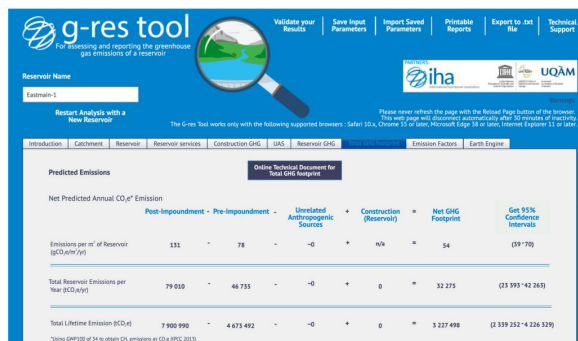 g-res tool
For assessing and reporting the greenhouse
gas emissions of a reservoir
Validate your Results
Save Input Parameters
Import Saved Parameters
Printable Reports
Export to .txt file
Technical Support
PARTNERS:
iha
UQÀM
Reservoir Name
Eastmain-1
Warnings
Restart Analysis with a
New Reservoir
Please never refresh the page with the Reload Page button of the browser.
This web page will disconnect automatically after 30 minutes of inactivity.
The G-res Tool works only with the following supported browsers : Safari 10.x, Chrome 55 or later, Microsoft Edge 38 or later, Internet Explorer 11 or later.
Introduction Catchment Reservoir Reservoir services Construction GHG UAS Reservoir GHG Total GHG footprint Emission Factors Earth Engine
Predicted Emissions
Online Technical Document for
Total GHG footprint
Net Predicted Annual CO₂e* Emission
Post-Impoundment - Pre-Impoundment - Unrelated Anthropogenic Sources + Construction (Reservoir) = Net GHG Footprint Get 95% Confidence Intervals
Emissions per m² of Reservoir (gCO₂e/m²/yr) 131 - 78 - ~0 + n/a = 54 (39 - 70)
Total Reservoir Emissions per Year (tCO₂e/yr) 79 010 - 46 735 - ~0 + 0 = 32 275 (23 393 - 42 263)
Total Lifetime Emission (tCO₂e) 7 900 990 - 4 673 492 - ~0 + 0 = 3 227 498 (2 339 252 - 4 226 329)
*Using GWP100 of 34 to obtain CH₄ emissions as CO₂e (IPCC 2013)